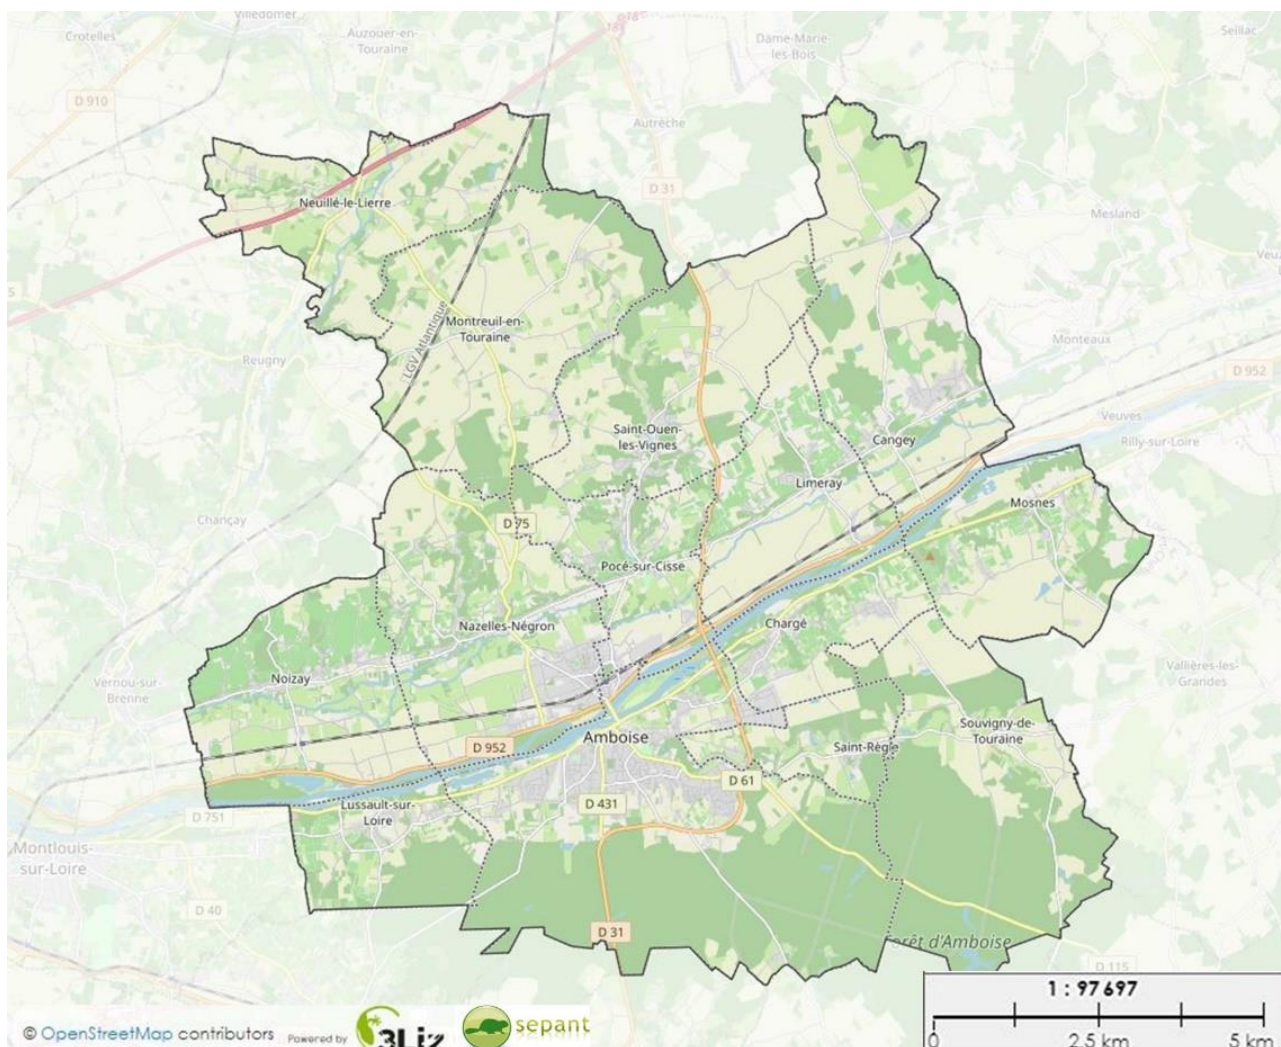 Villedômer
Crotelles
Auzouer-en-
Touraine
18
Dame-Marie-
les-Bois
Seillac
D 910
Autrèche
D 31
Neuillé-le-Lierre
Mesland
Montreuil-en-
Touraine
LGV Atlantique
Reugny
Monteaux
D 952
Veuves
Rilly-sur-Loire
Saint-Ouen-
les-Vignes
Cangey
Limeray
Mosnes
Chançay
D 75
Pocé-sur-Cisse
Nazelles-Négron
Chargé
Noizay
Vernou-sur-
Brenne
Vallières-les-
Grandes
Souvigny-de-
Touraine
Amboise
D 952
Saint-Règle
D 61
D 431
Lussault-sur-
Loire
D 751
Montlouis-
sur-Loire
D 40
D 31
Forêt d'Amboise
D 115
1 : 97 697
0 2.5 km 5 km
© OpenStreetMap contributors Powered by 3Liz sepant